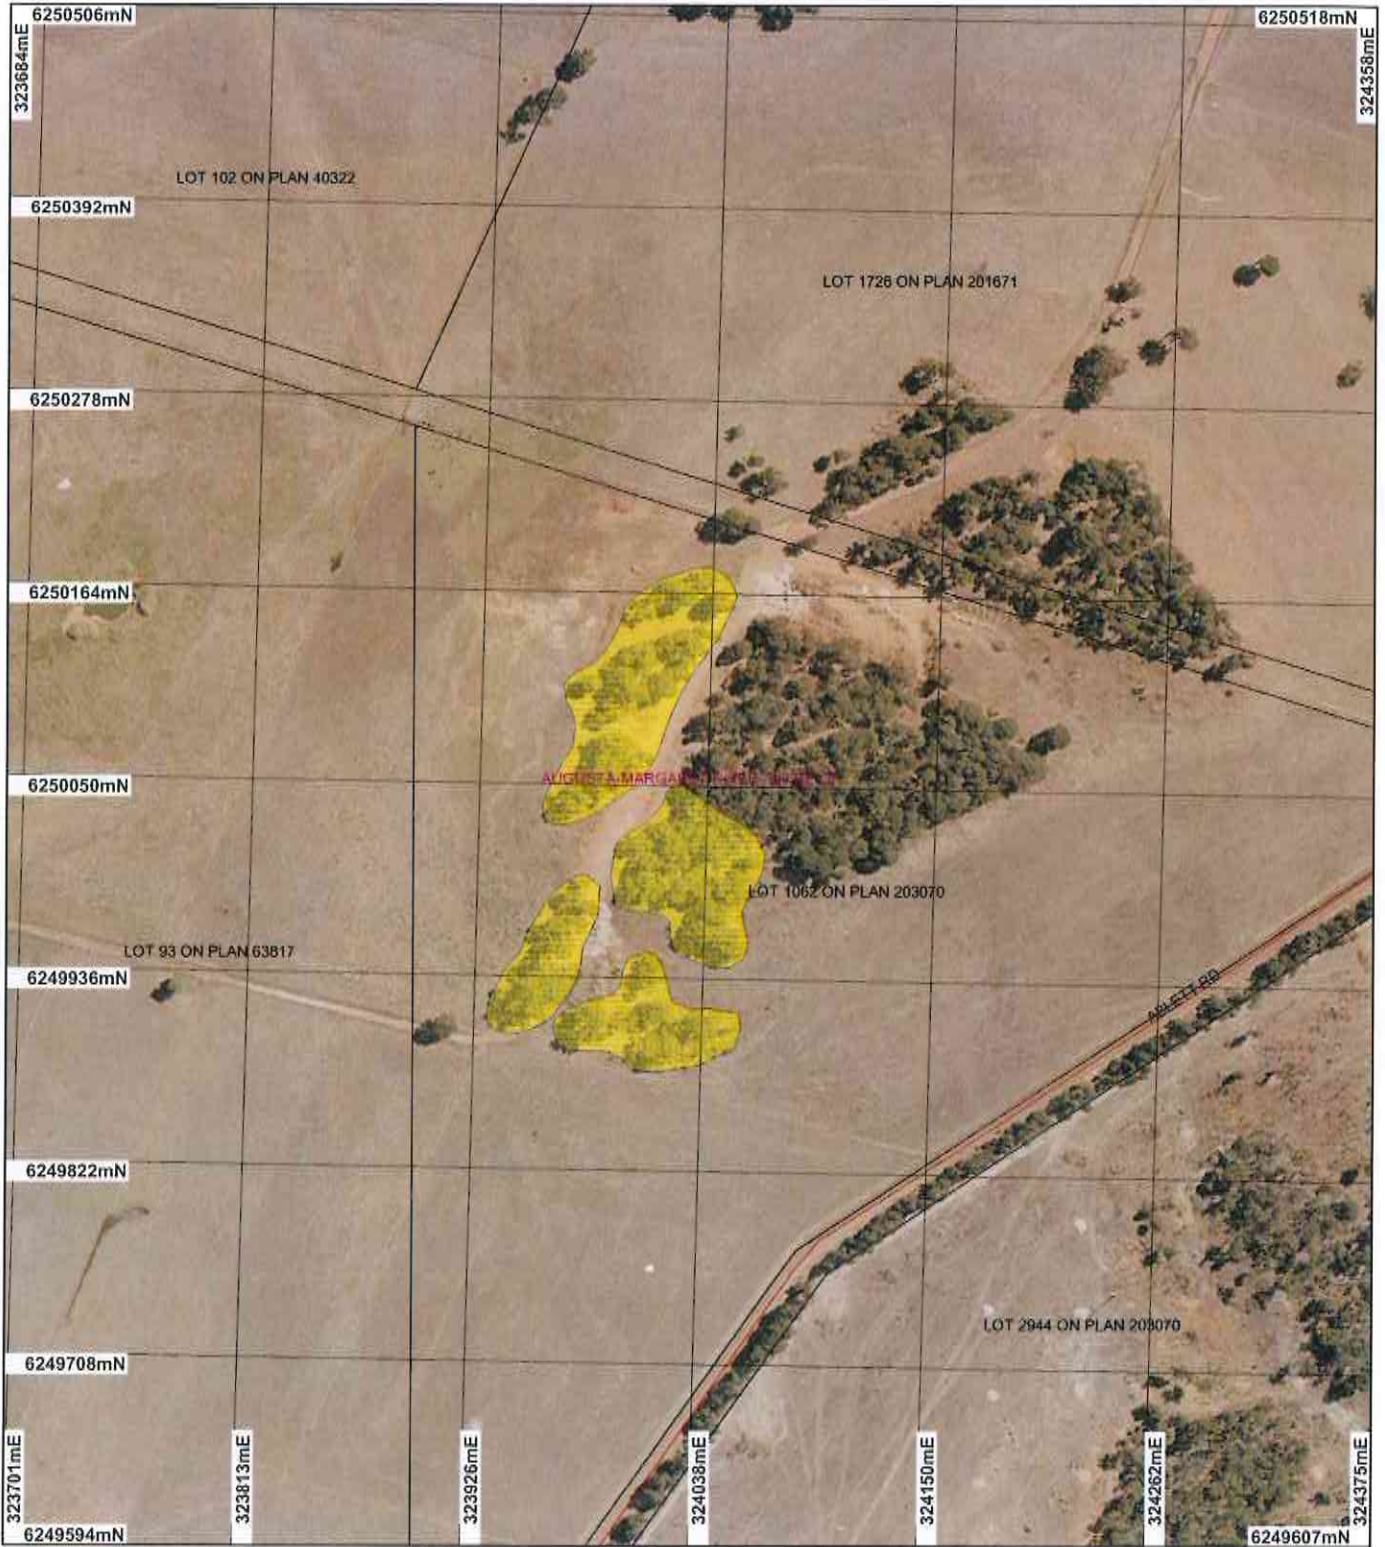 6250506mN
6250518mN
323684mE
324358mE
LOT 102 ON PLAN 40322
6250392mN
LOT 1726 ON PLAN 201671
6250278mN
6250164mN
AUGUSTA-MARGARET
6250050mN
LOT 1062 ON PLAN 203070
LOT 93 ON PLAN 63817
6249936mN
RD
6249822mN
LOT 2944 ON PLAN 203070
6249708mN
323701mE
323813mE
323926mE
324038mE
324150mE
324262mE
324375mE
6249594mN
6249607mN